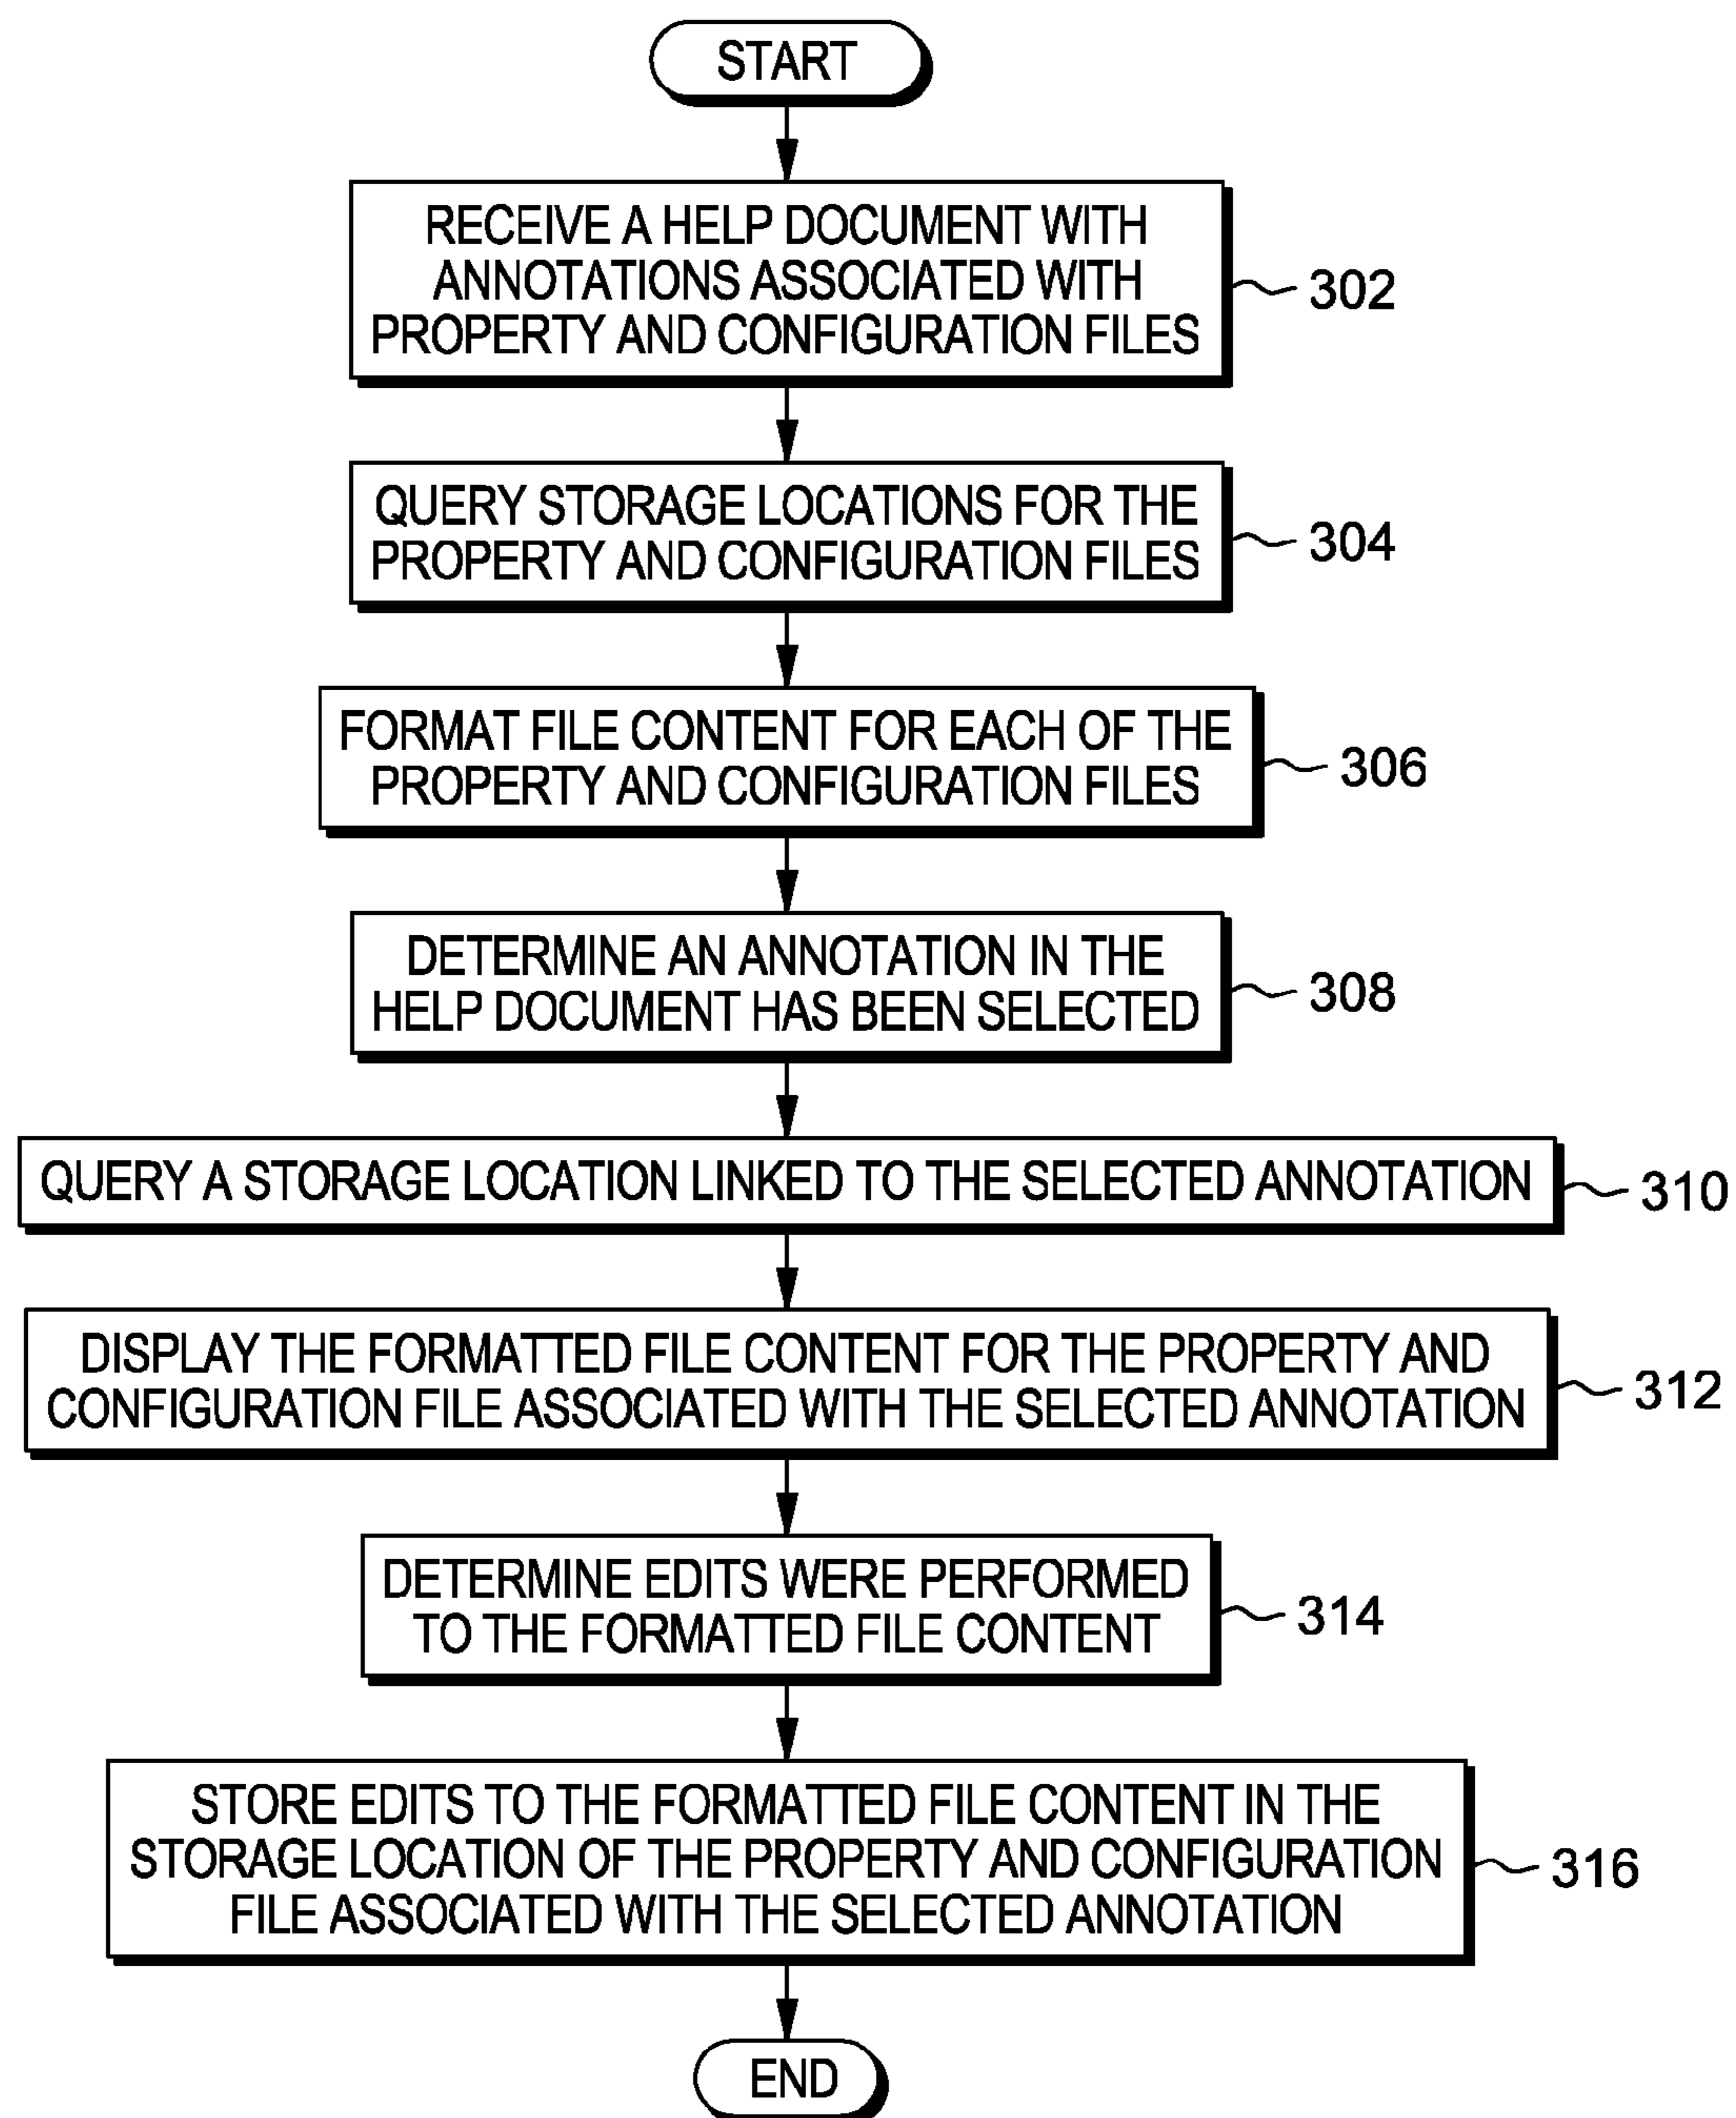 START
RECEIVE A HELP DOCUMENT WITH
ANNOTATIONS ASSOCIATED WITH
PROPERTY AND CONFIGURATION FILES
302
QUERY STORAGE LOCATIONS FOR THE
PROPERTY AND CONFIGURATION FILES
304
FORMAT FILE CONTENT FOR EACH OF THE
PROPERTY AND CONFIGURATION FILES
306
DETERMINE AN ANNOTATION IN THE
HELP DOCUMENT HAS BEEN SELECTED
308
QUERY A STORAGE LOCATION LINKED TO THE SELECTED ANNOTATION
310
DISPLAY THE FORMATTED FILE CONTENT FOR THE PROPERTY AND
CONFIGURATION FILE ASSOCIATED WITH THE SELECTED ANNOTATION
312
DETERMINE EDITS WERE PERFORMED
TO THE FORMATTED FILE CONTENT
314
STORE EDITS TO THE FORMATTED FILE CONTENT IN THE
STORAGE LOCATION OF THE PROPERTY AND CONFIGURATION
FILE ASSOCIATED WITH THE SELECTED ANNOTATION
316
END